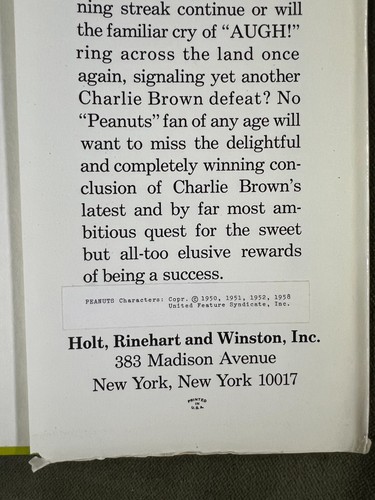 ning streak continue or will
the familiar cry of “AUGH!”
ring across the land once
again, signaling yet another
Charlie Brown defeat? No
“Peanuts” fan of any age will
want to miss the delightful
and completely winning con-
clusion of Charlie Brown’s
latest and by far most am-
bitious quest for the sweet
but all-too elusive rewards
of being a success.
PEANUTS Characters: Copr. © 1950, 1951, 1952, 1958
United Feature Syndicate, Inc.
Holt, Rinehart and Winston, Inc.
383 Madison Avenue
New York, New York 10017
PRINTED
IN
U.S.A.